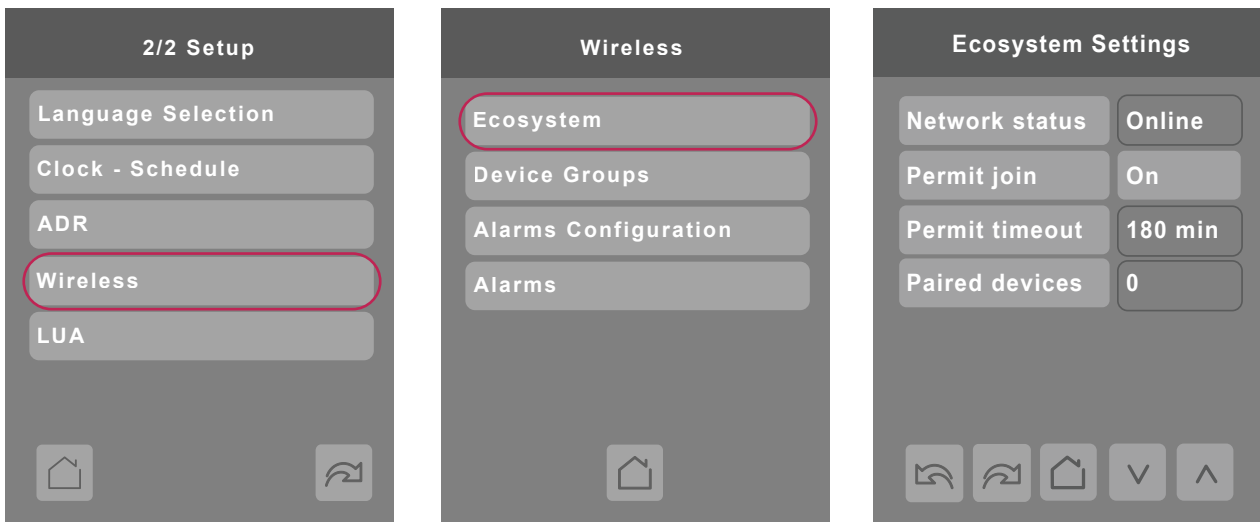 2/2 Setup
Language Selection
Clock - Schedule
ADR
Wireless
LUA
Wireless
Ecosystem
Device Groups
Alarms Configuration
Alarms
Ecosystem Settings
Network status Online
Permit join On
Permit timeout 180 min
Paired devices 0